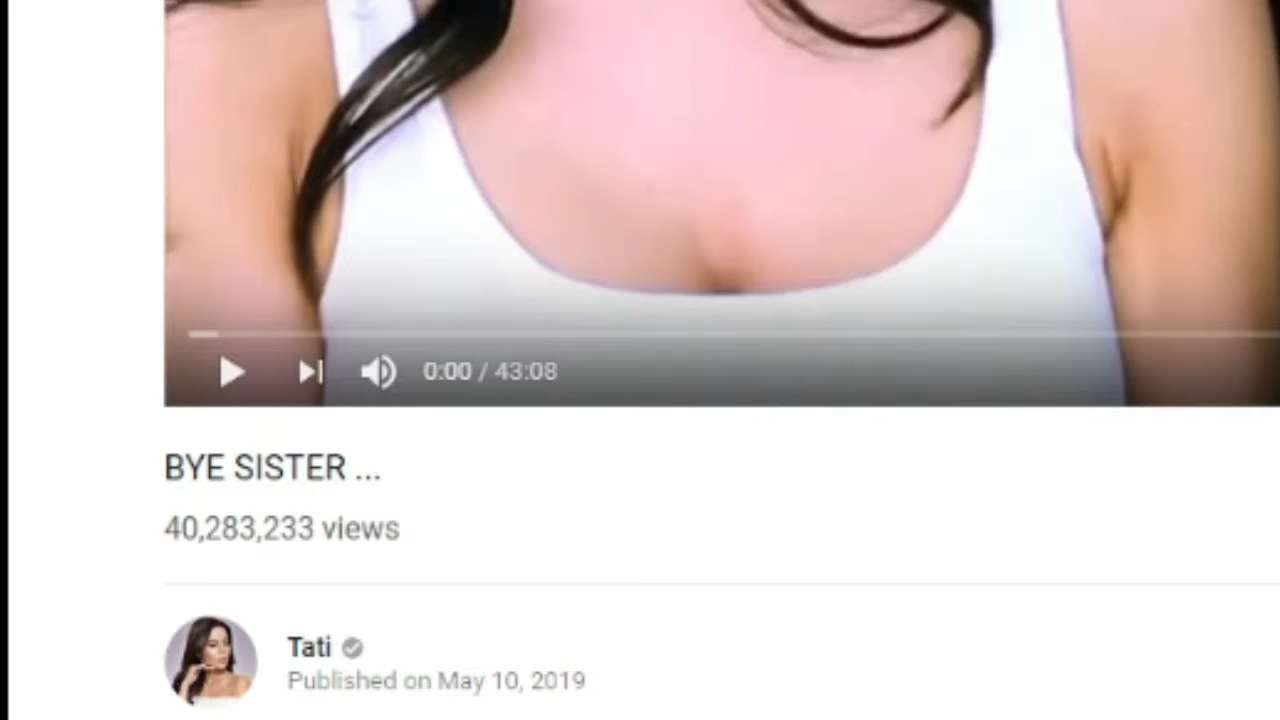 0:00 / 43:08
BYE SISTER ...
40,283,233 views
Tati
Published on May 10, 2019